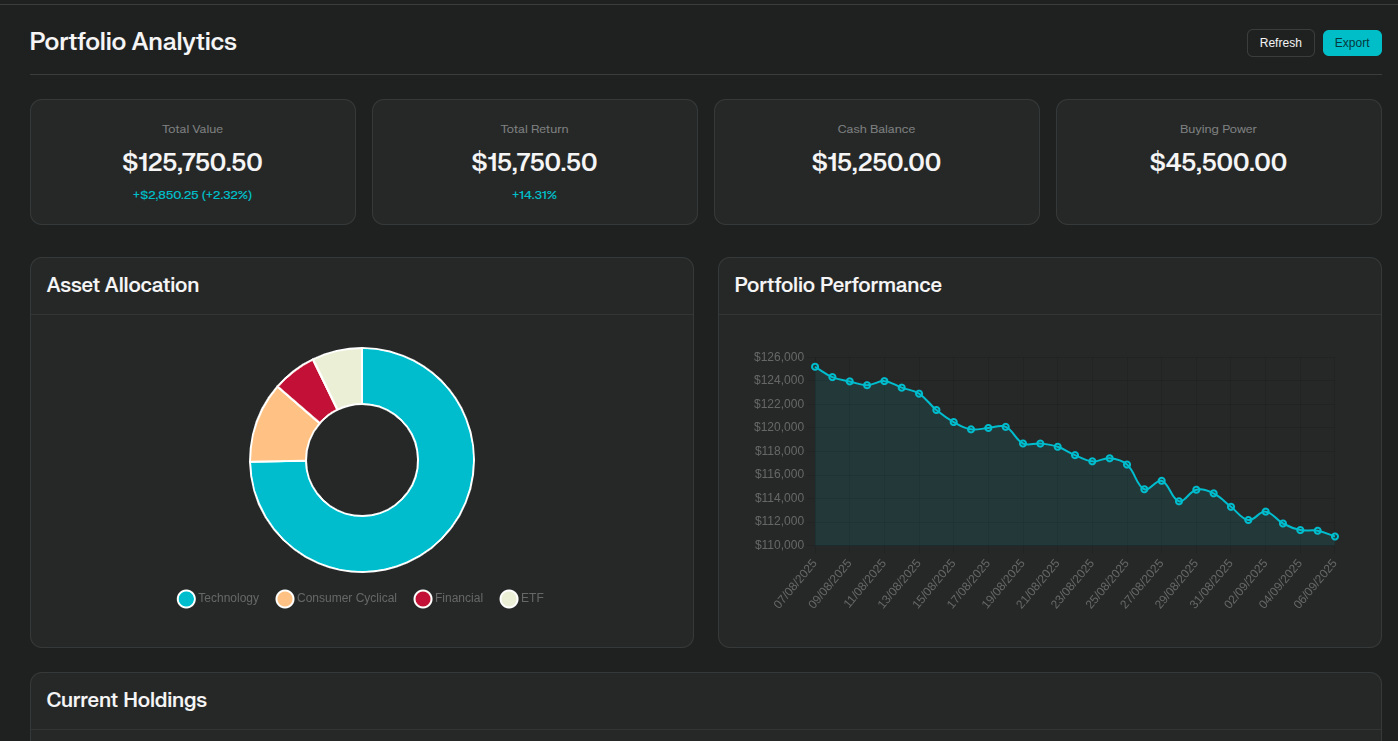 Portfolio Analytics
Refresh
Export
Total Value
$125,750.50
+$2,850.25 (+2.32%)
Total Return
$15,750.50
+14.31%
Cash Balance
$15,250.00
Buying Power
$45,500.00
Asset Allocation
Technology
Consumer Cyclical
Financial
ETF
Portfolio Performance
$126,000
$124,000
$122,000
$120,000
$118,000
$116,000
$114,000
$112,000
$110,000
07/08/2025
09/08/2025
11/08/2025
13/08/2025
15/08/2025
17/08/2025
19/08/2025
21/08/2025
23/08/2025
25/08/2025
27/08/2025
29/08/2025
31/08/2025
02/09/2025
04/09/2025
06/09/2025
Current Holdings